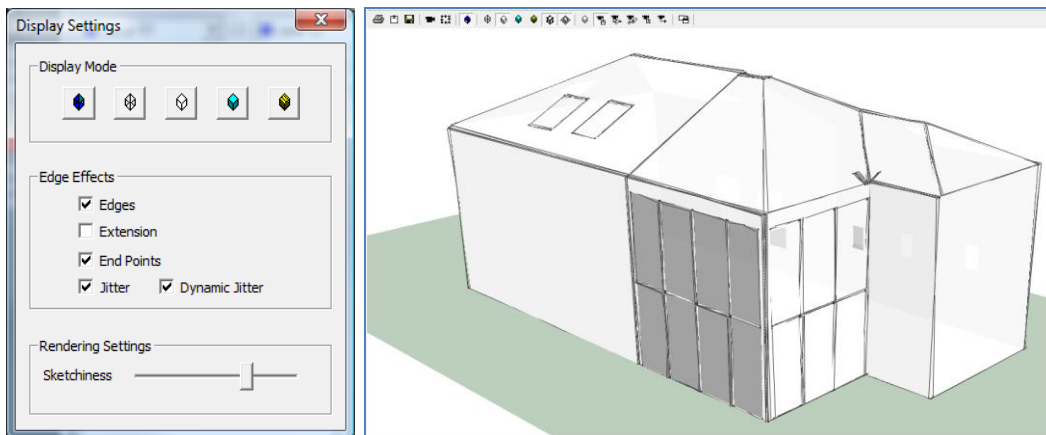 Display Settings
Display Mode
Edge Effects
Edges
Extension
End Points
Jitter Dynamic Jitter
Rendering Settings
Sketchiness